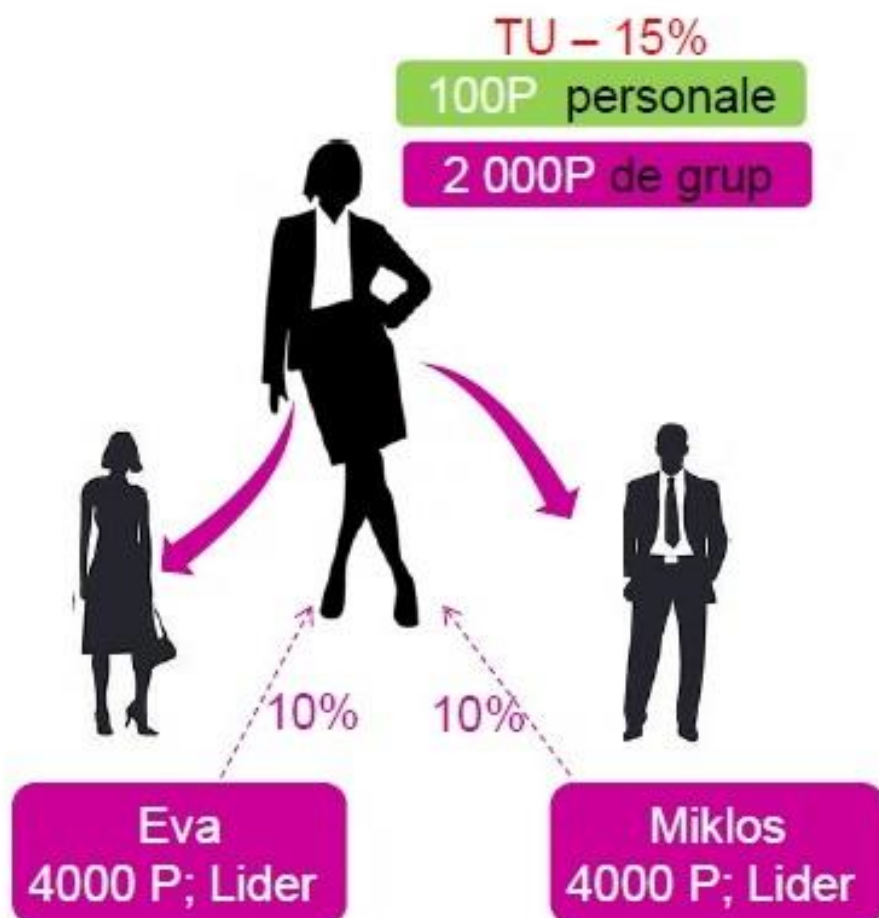 TU – 15%
100P personale
2 000P de grup
10%
10%
Eva
4000 P; Lider
Miklos
4000 P; Lider